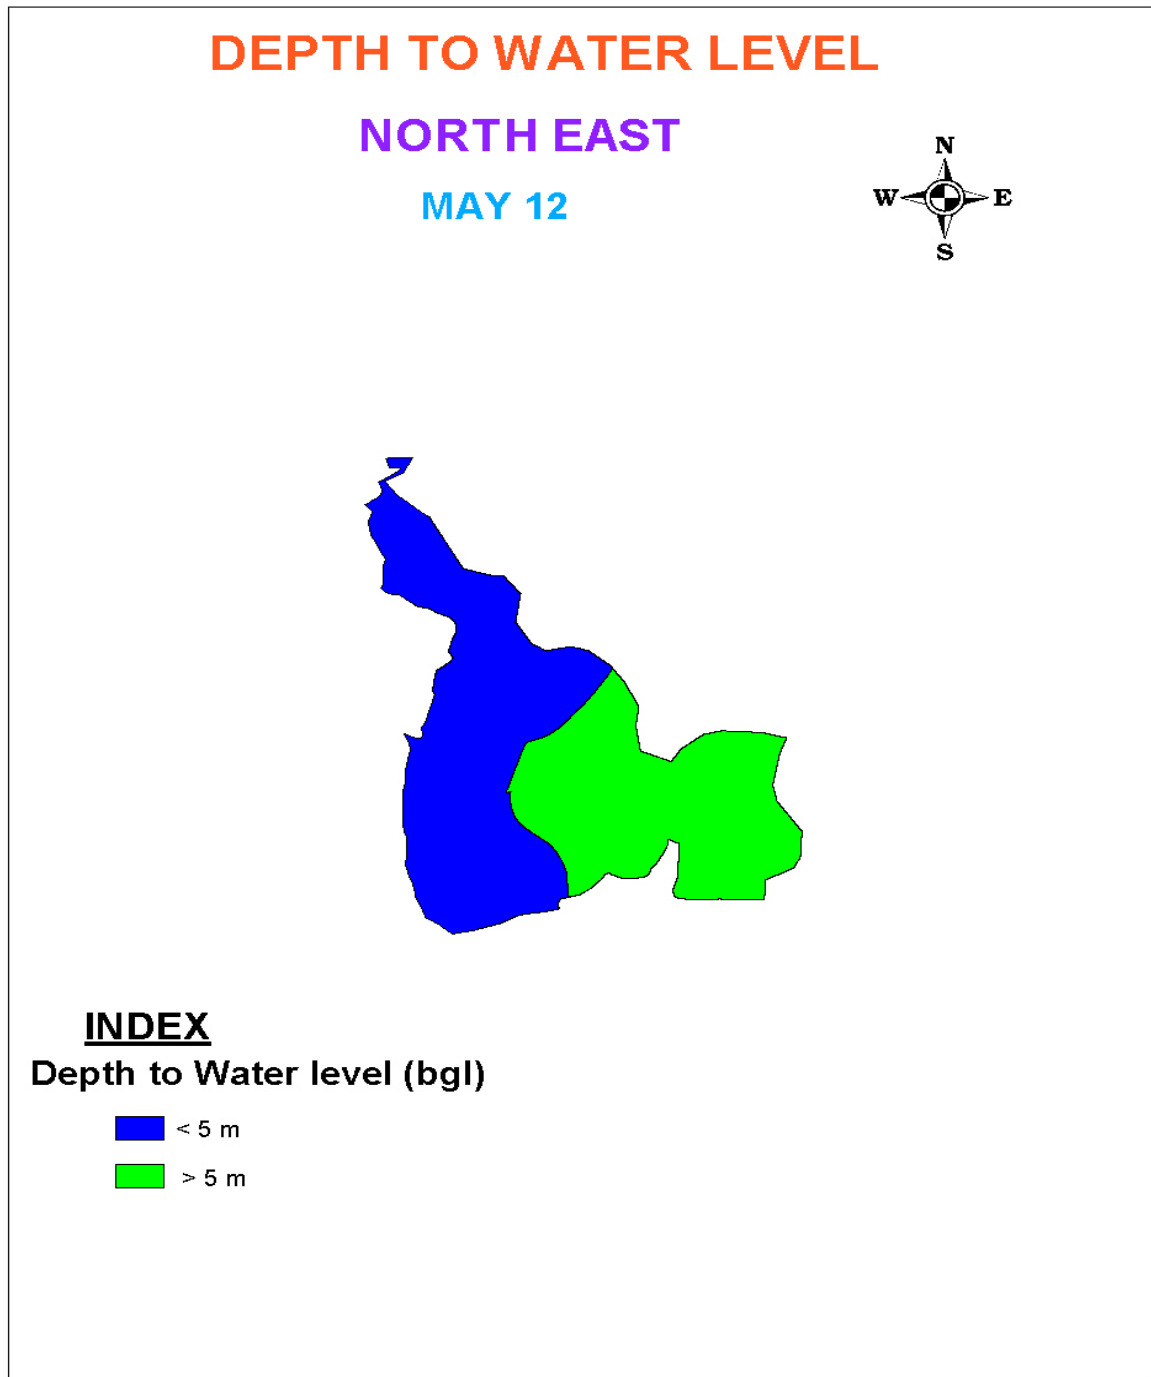 DEPTH TO WATER LEVEL
NORTH EAST
MAY 12
N
W E
S
INDEX
Depth to Water level (bgl)
< 5 m
> 5 m